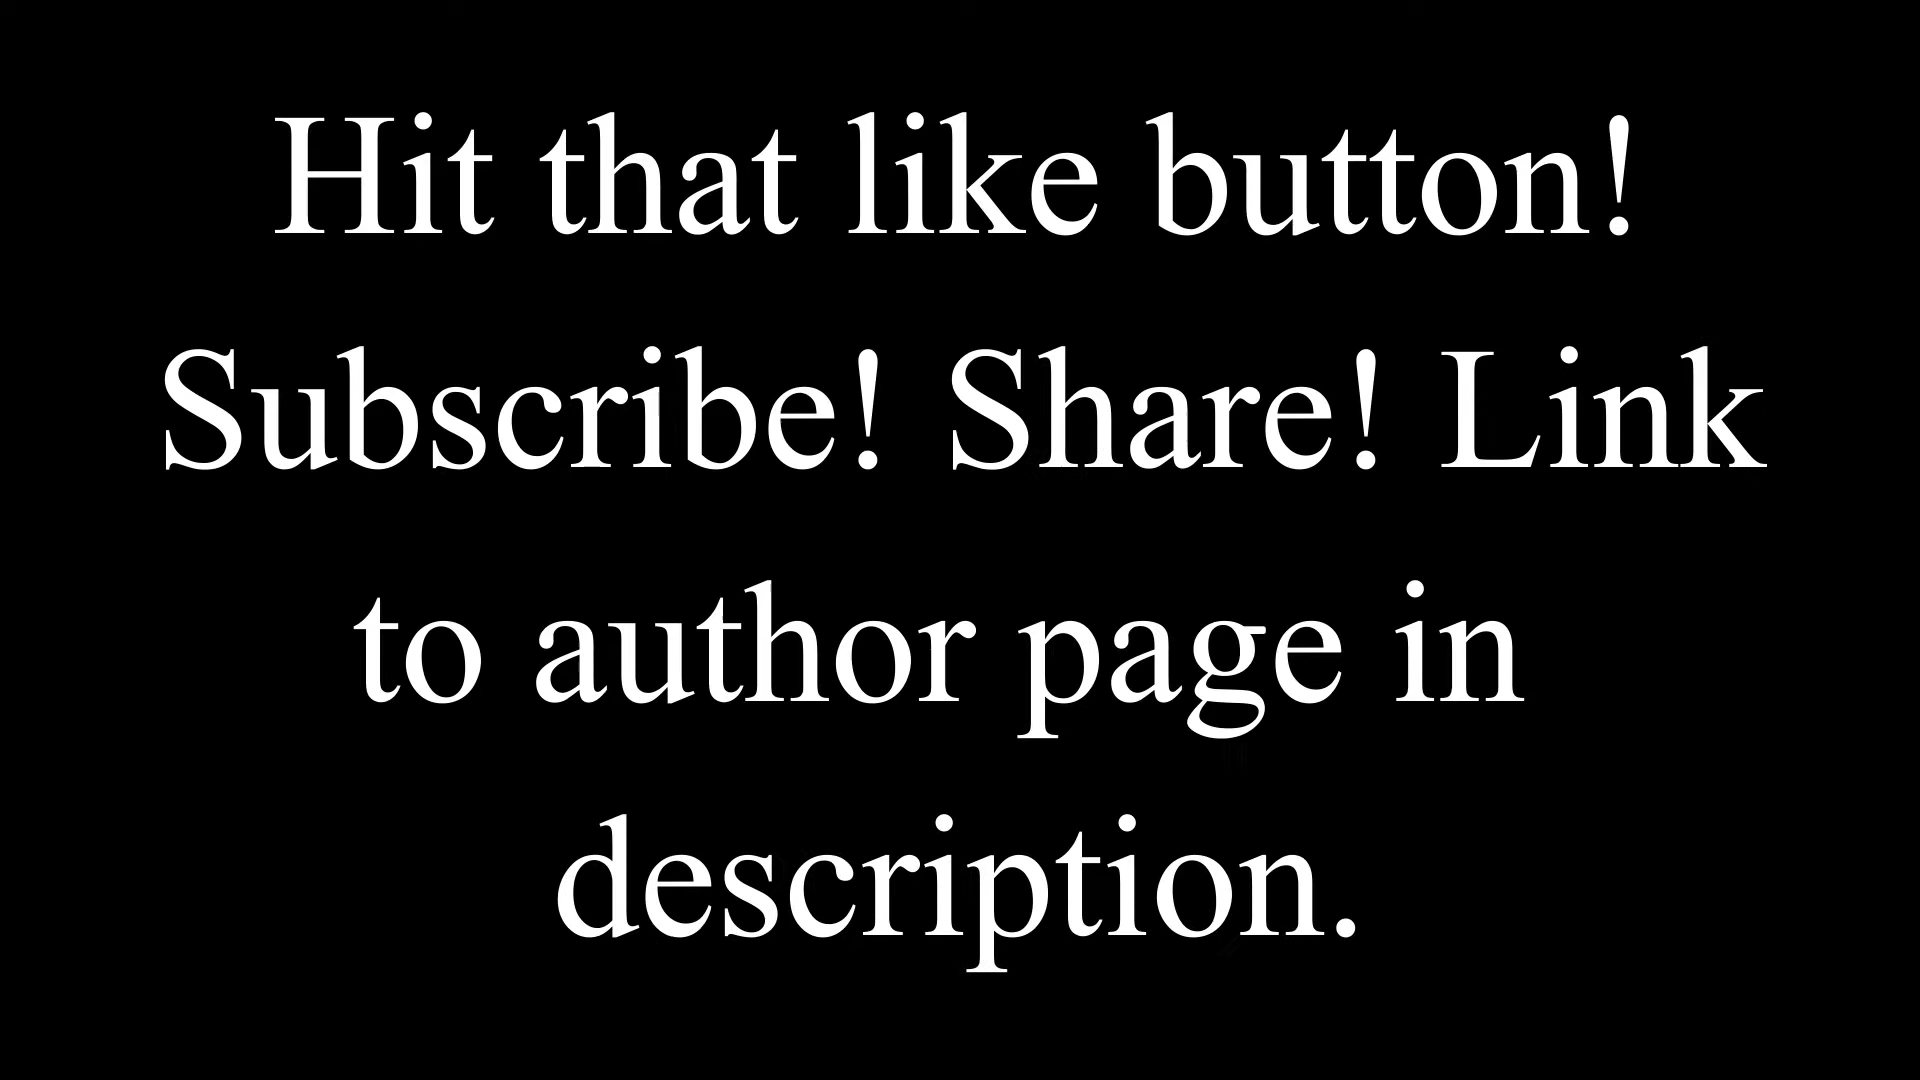 Hit that like button!
Subscribe! Share! Link
to author page in
description.